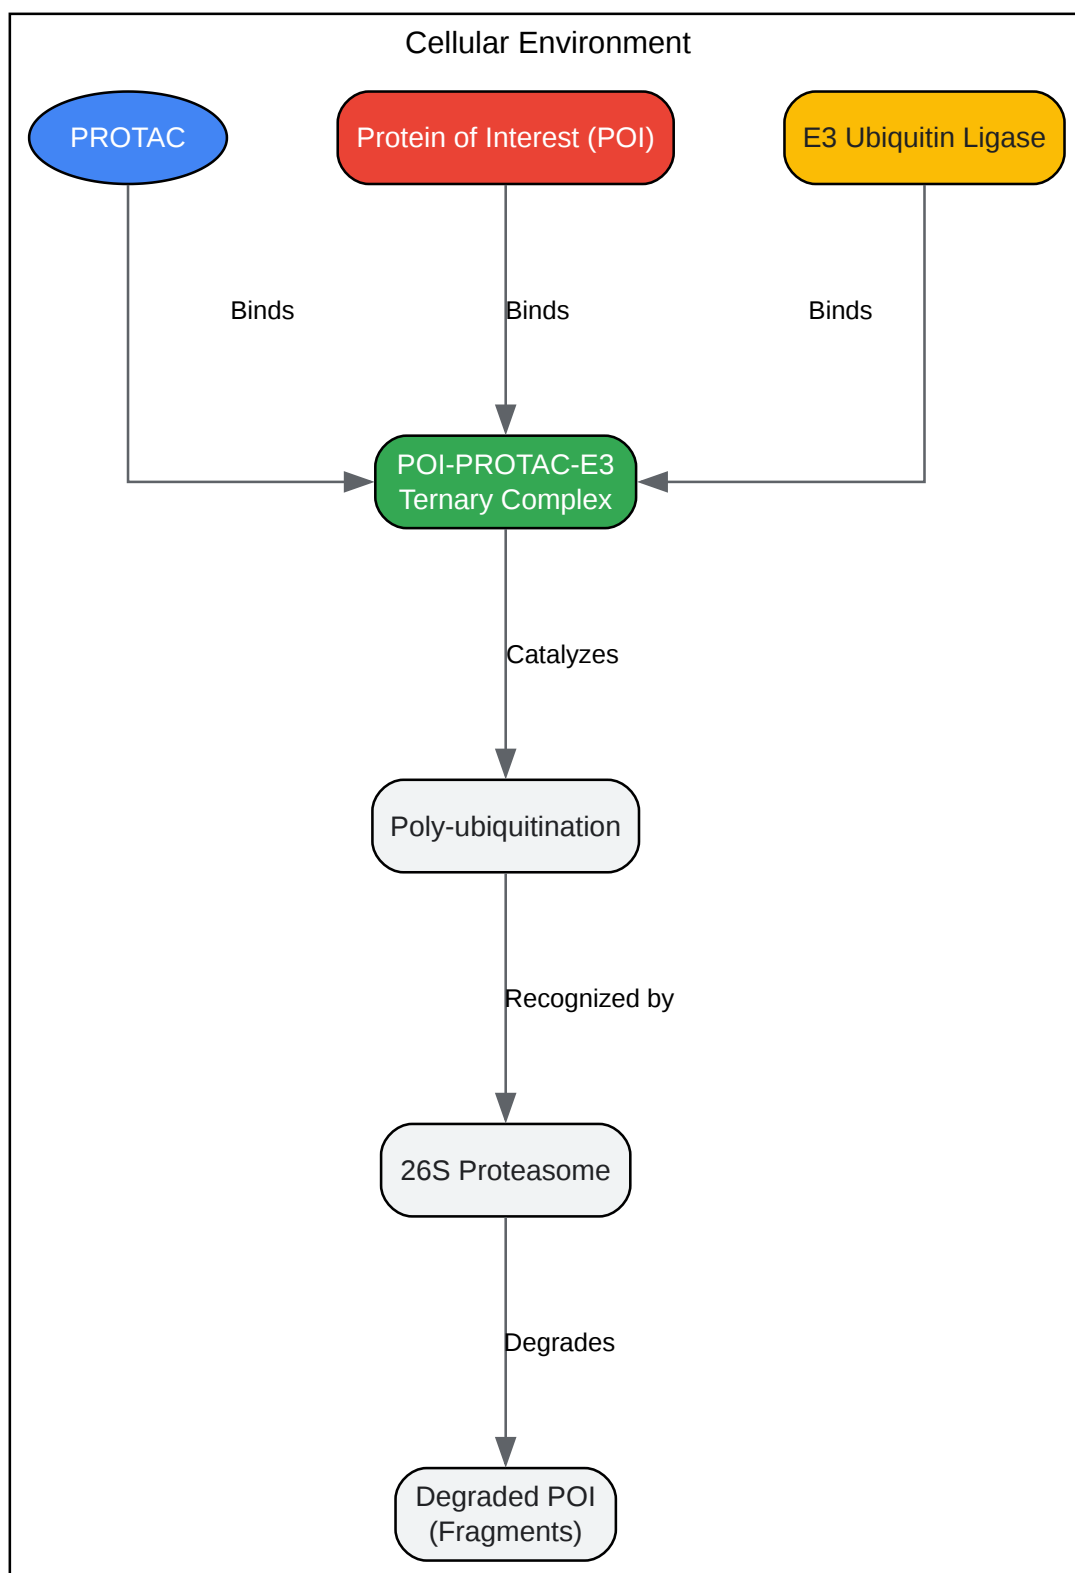 Cellular Environment
PROTAC
Protein of Interest (POI)
E3 Ubiquitin Ligase
Binds
Binds
Binds
POI-PROTAC-E3
Ternary Complex
Catalyzes
Poly-ubiquitination
Recognized by
26S Proteasome
Degrades
Degraded POI
(Fragments)